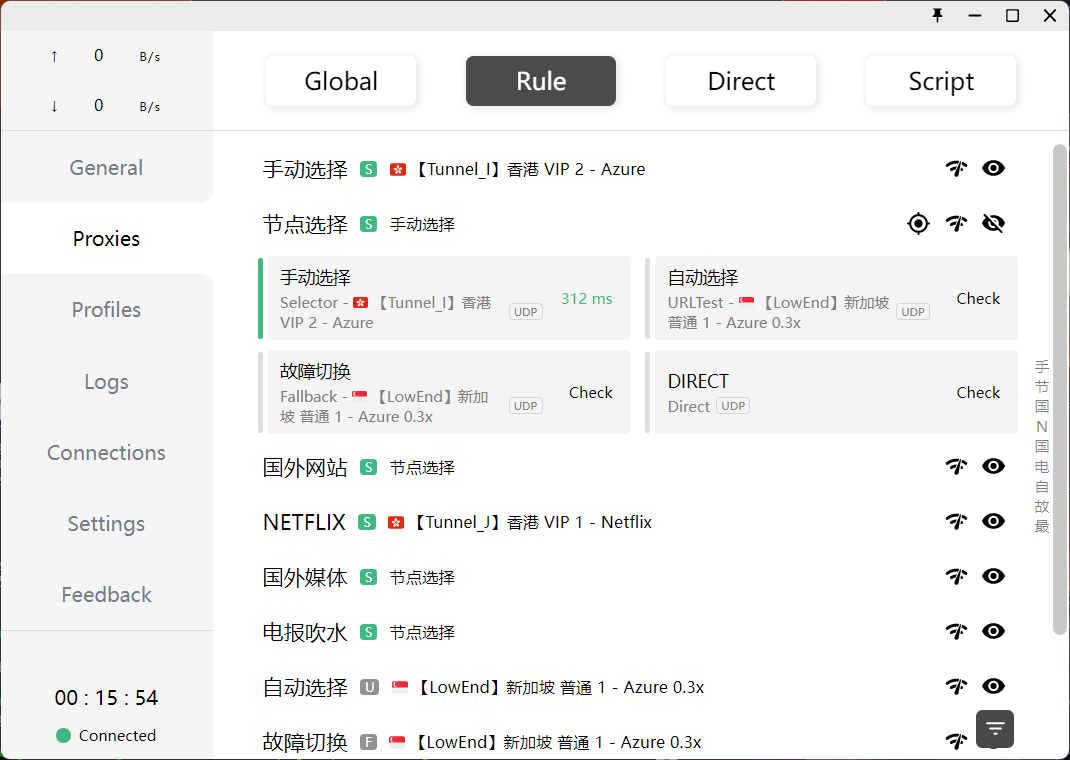 ↑ 0 B/s
↓ 0 B/s
General
Proxies
Profiles
Logs
Connections
Settings
Feedback
00 : 15 : 54
Connected
Global
Rule
Direct
Script
手动选择 S 【Tunnel_I】香港 VIP 2 - Azure
节点选择 S 手动选择
手动选择
Selector - 【Tunnel_I】香港
VIP 2 - Azure
UDP
312 ms
自动选择
URLTest - 【LowEnd】新加坡
普通 1 - Azure 0.3x
UDP
Check
故障切换
Fallback - 【LowEnd】新加
坡 普通 1 - Azure 0.3x
UDP
Check
DIRECT
Direct UDP
Check
国外网站 S 节点选择
NETFLIX S 【Tunnel_J】香港 VIP 1 - Netflix
国外媒体 S 节点选择
电报吹水 S 节点选择
自动选择 U 【LowEnd】新加坡 普通 1 - Azure 0.3x
故障切换 F 【LowEnd】新加坡 普通 1 - Azure 0.3x
手
节
国
N
国
电
自
故
最